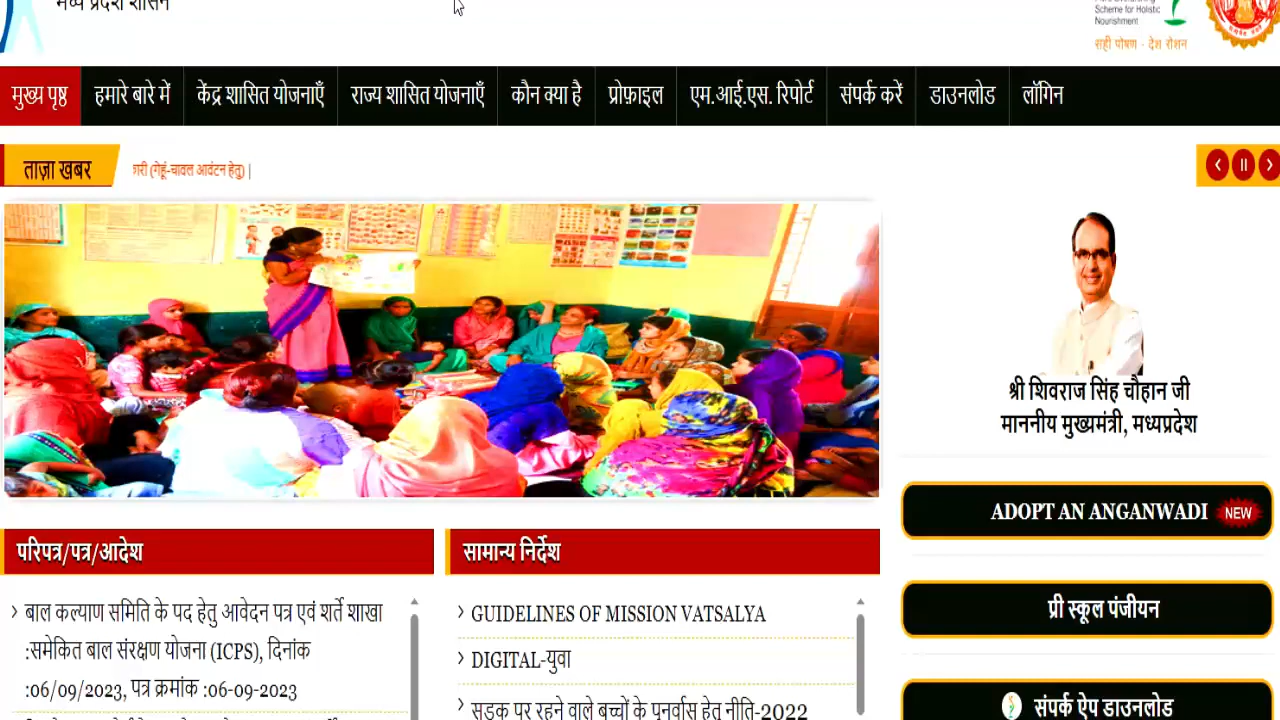 मध्य प्रदेश शासन
Scheme for Holistic
Nourishment
सही पोषण - देश रोशन
मुख्य पृष्ठ हमारे बारे में केंद्र शासित योजनाएँ राज्य शासित योजनाएँ कौन क्या है प्रोफ़ाइल एम.आई.एस. रिपोर्ट संपर्क करें डाउनलोड लॉगिन
ताज़ा खबर
(गेहूं-चावल आवंटन हेतु) |
श्री शिवराज सिंह चौहान जी
माननीय मुख्यमंत्री, मध्यप्रदेश
ADOPT AN ANGANWADI NEW
प्री स्कूल पंजीयन
संपर्क ऐप डाउनलोड
परिपत्र/पत्र/आदेश
बाल कल्याण समिति के पद हेतु आवेदन पत्र एवं शर्ते शाखा
:समेकित बाल संरक्षण योजना (ICPS), दिनांक
:06/09/2023, पत्र क्रमांक :06-09-2023
सामान्य निर्देश
GUIDELINES OF MISSION VATSALYA
DIGITAL-युवा
सड़क पर रहने वाले बच्चों के पुनर्वास हेतु नीति-2022